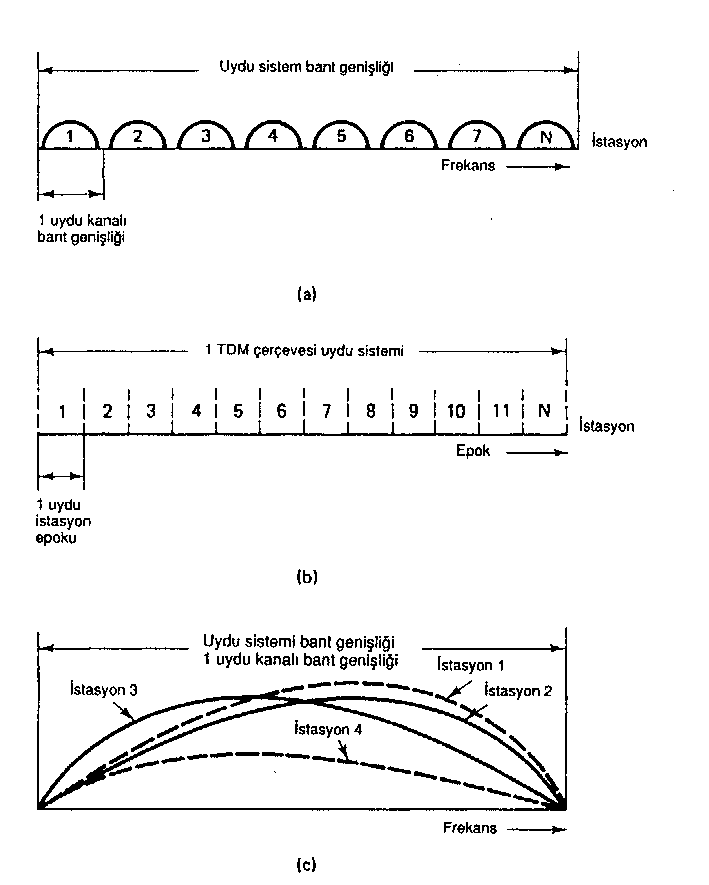 Uydu sistem bant genişliği
1 2 3 4 5 6 7 N
İstasyon
Frekans
1 uydu kanalı
bant genişliği
(a)
1 TDM çerçevesi uydu sistemi
1 2 3 4 5 6 7 8 9 10 11 N
İstasyon
Epok
1 uydu
istasyon
epoku
(b)
Uydu sistemi bant genişliği
1 uydu kanalı bant genişliği
İstasyon 1
İstasyon 3
İstasyon 2
İstasyon 4
Frekans
(c)